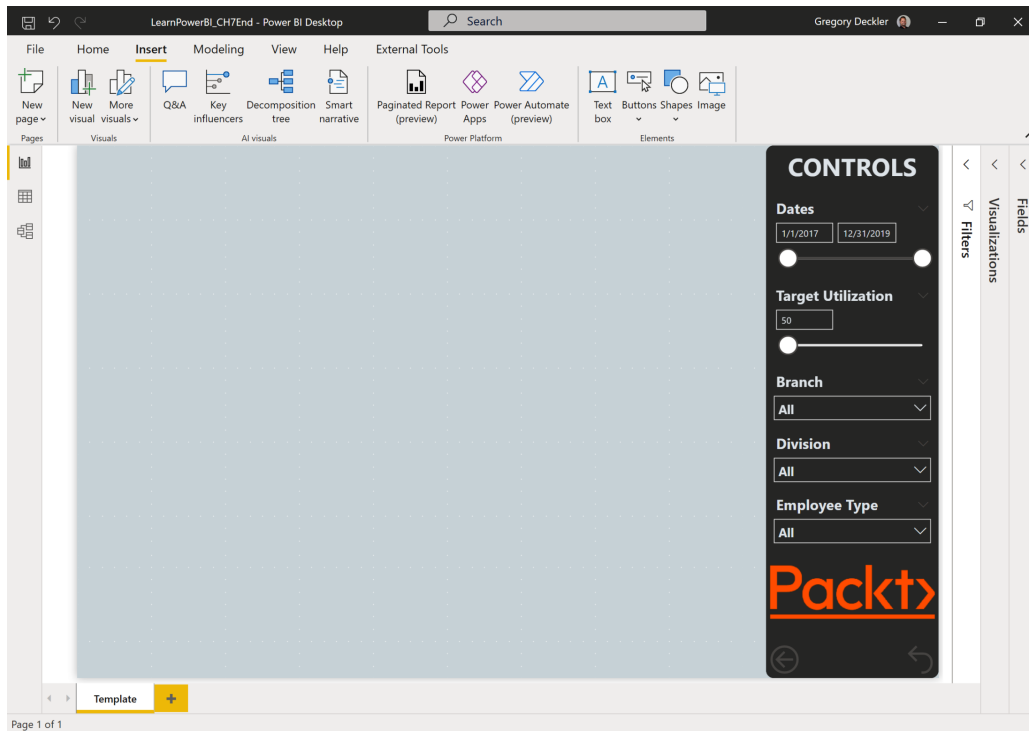 LearnPowerBI_CH7End - Power BI Desktop
Search
Gregory Deckler
File Home Insert Modeling View Help External Tools
New page
New visual
More visuals
Q&A
Key influencers
Decomposition tree
Smart narrative
Paginated Report (preview)
Power Apps
Power Automate (preview)
A
Text box
Buttons
Shapes
Image
Pages Visuals AI visuals Power Platform Elements
CONTROLS
Dates
1/1/2017 12/31/2019
Target Utilization
50
Branch
All
Division
All
Employee Type
All
Packt>
Filters
Visualizations
Fields
Template +
Page 1 of 1